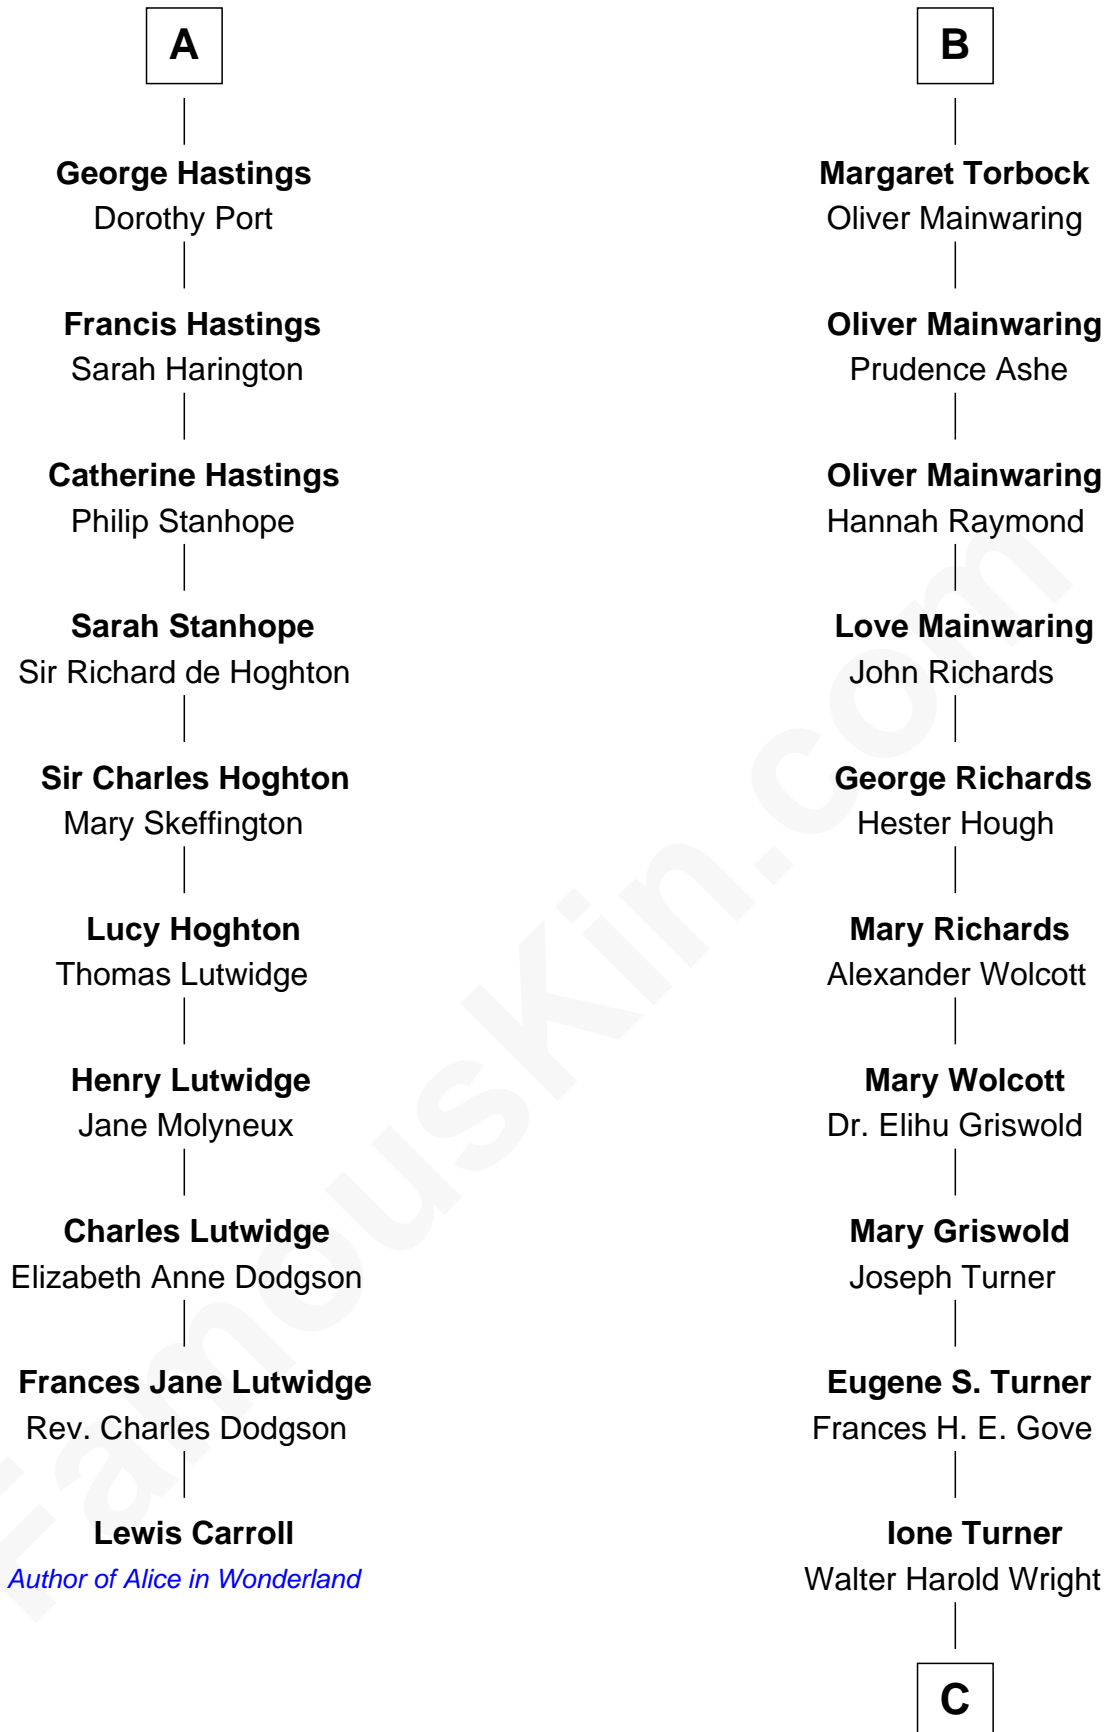 A
George Hastings
Dorothy Port
Francis Hastings
Sarah Harington
Catherine Hastings
Philip Stanhope
Sarah Stanhope
Sir Richard de Hoghton
Sir Charles Hoghton
Mary Skeffington
Lucy Hoghton
Thomas Lutwidge
Henry Lutwidge
Jane Molyneux
Charles Lutwidge
Elizabeth Anne Dodgson
Frances Jane Lutwidge
Rev. Charles Dodgson
Lewis Carroll
Author of Alice in Wonderland
B
Margaret Torbock
Oliver Mainwaring
Oliver Mainwaring
Prudence Ashe
Oliver Mainwaring
Hannah Raymond
Love Mainwaring
John Richards
George Richards
Hester Hough
Mary Richards
Alexander Wolcott
Mary Wolcott
Dr. Elihu Griswold
Mary Griswold
Joseph Turner
Eugene S. Turner
Frances H. E. Gove
Ione Turner
Walter Harold Wright
C
FamousKin.com